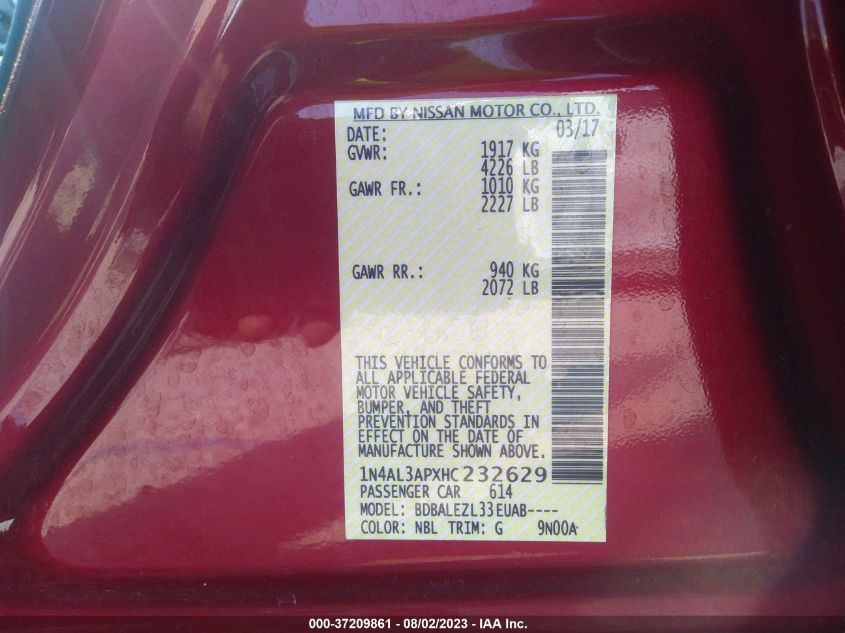 MFD BY NISSAN MOTOR CO., LTD.
DATE: 03/17
GVWR: 1917 KG
4226 LB
GAWR FR.: 1010 KG
2227 LB
GAWR RR.: 940 KG
2072 LB
THIS VEHICLE CONFORMS TO
ALL APPLICABLE FEDERAL
MOTOR VEHICLE SAFETY,
BUMPER, AND THEFT
PREVENTION STANDARDS IN
EFFECT ON THE DATE OF
MANUFACTURE SHOWN ABOVE.
1N4AL3APXHC232629
PASSENGER CAR 614
MODEL: BDBALEZL33EUAB----
COLOR: NBL TRIM: G 9N00A
000-37209861 - 08/02/2023 - IAA Inc.